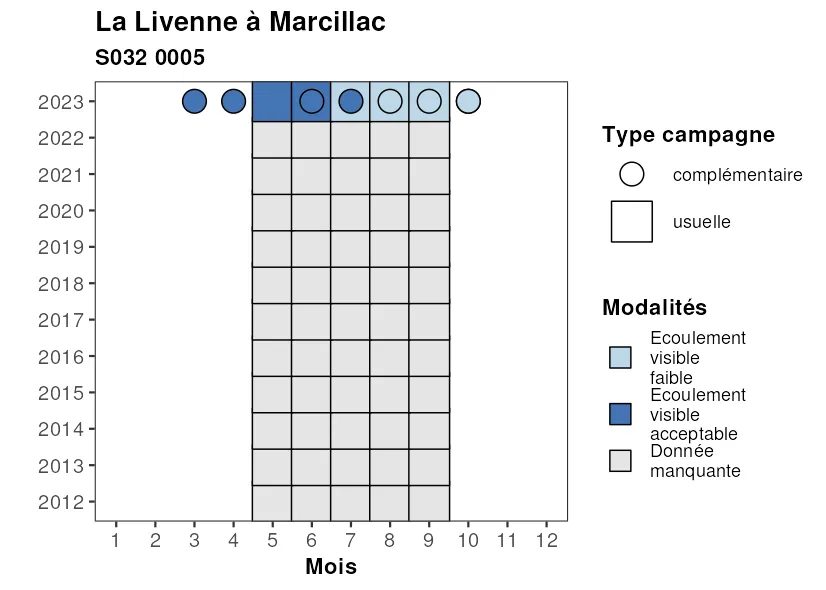 La Livenne à Marcillac
S032 0005
2023
2022
2021
2020
2019
2018
2017
2016
2015
2014
2013
2012
1 2 3 4 5 6 7 8 9 10 11 12
Mois
Type campagne
complémentaire
usuelle
Modalités
Ecoulement
visible
faible
Ecoulement
visible
acceptable
Donnée
manquante